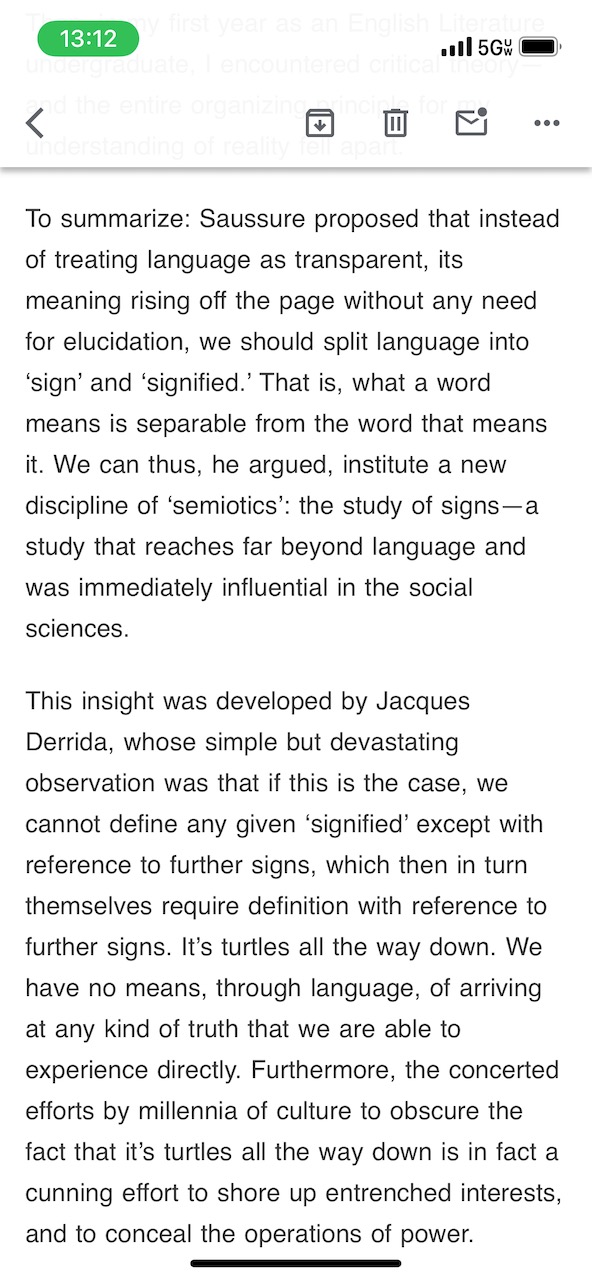 Th my first year as an English Literature
13:12
5G UW
undergraduate, I encountered critical theory—
and the entire organizing principle for my
understanding of reality fell apart.
To summarize: Saussure proposed that instead
of treating language as transparent, its
meaning rising off the page without any need
for elucidation, we should split language into
‘sign’ and ‘signified.’ That is, what a word
means is separable from the word that means
it. We can thus, he argued, institute a new
discipline of ‘semiotics’: the study of signs—a
study that reaches far beyond language and
was immediately influential in the social
sciences.
This insight was developed by Jacques
Derrida, whose simple but devastating
observation was that if this is the case, we
cannot define any given ‘signified’ except with
reference to further signs, which then in turn
themselves require definition with reference to
further signs. It’s turtles all the way down. We
have no means, through language, of arriving
at any kind of truth that we are able to
experience directly. Furthermore, the concerted
efforts by millennia of culture to obscure the
fact that it’s turtles all the way down is in fact a
cunning effort to shore up entrenched interests,
and to conceal the operations of power.